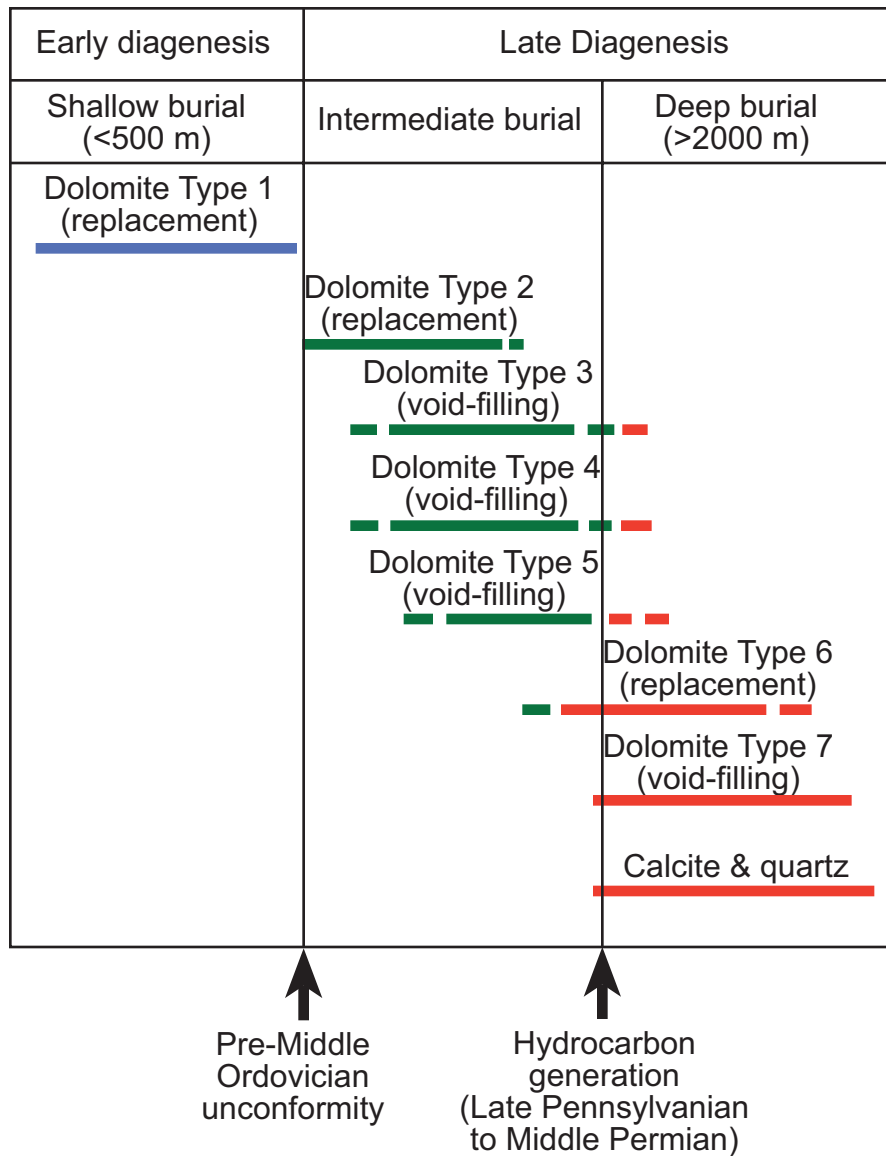 Early diagenesis
Late Diagenesis
Shallow burial
(<500 m)
Intermediate burial
Deep burial
(>2000 m)
Dolomite Type 1
(replacement)
Dolomite Type 2
(replacement)
Dolomite Type 3
(void-filling)
Dolomite Type 4
(void-filling)
Dolomite Type 5
(void-filling)
Dolomite Type 6
(replacement)
Dolomite Type 7
(void-filling)
Calcite & quartz
Pre-Middle
Ordovician
unconformity
Hydrocarbon
generation
(Late Pennsylvanian
to Middle Permian)